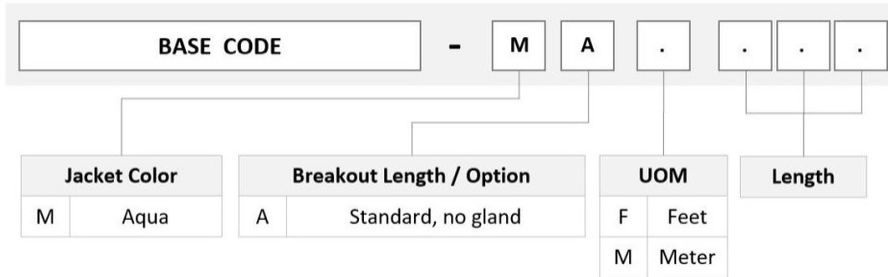 BASE CODE - M A . . . .
Jacket Color Breakout Length / Option UOM Length
M Aqua A Standard, no gland F Feet
M Meter